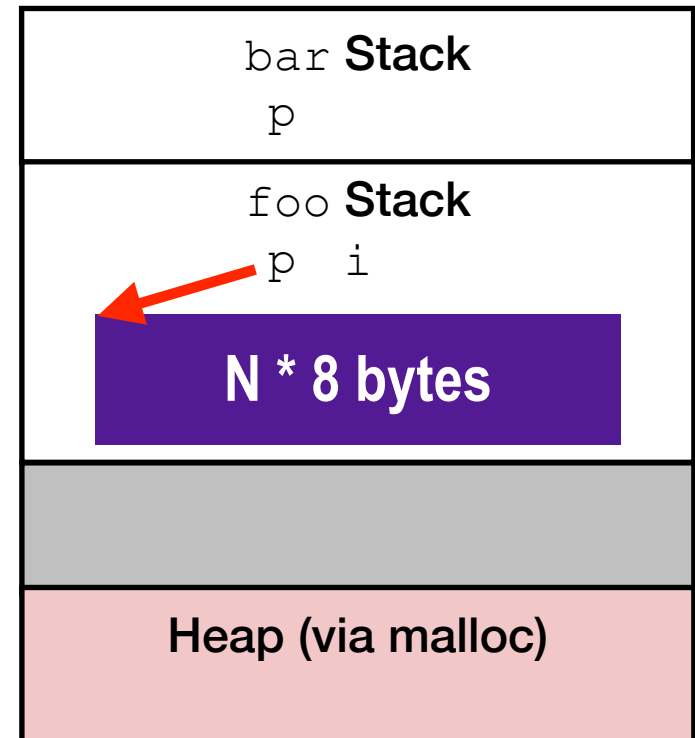 bar Stack
p
foo Stack
p i
N * 8 bytes
Heap (via malloc)